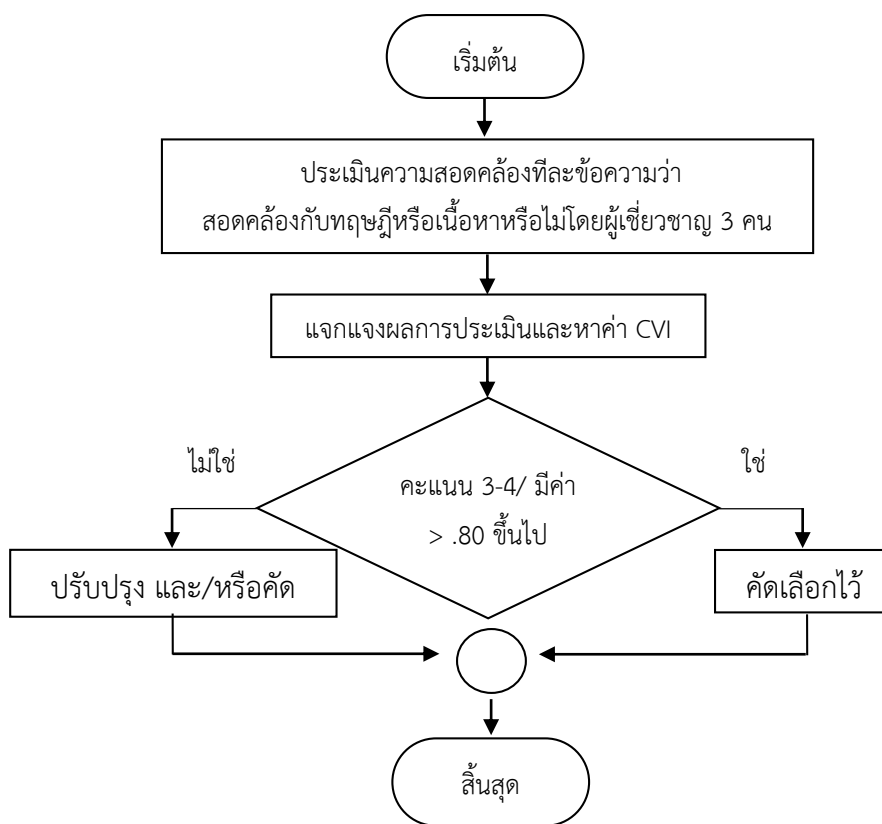 เริ่มต้น
ประเมินความสอดคล้องทีละข้อความว่า
สอดคล้องกับทฤษฎีหรือเนื้อหาหรือไม่โดยผู้เชี่ยวชาญ 3 คน
แจกแจงผลการประเมินและหาค่า CVI
ไม่ใช่
ใช่
คะแนน 3-4/ มีค่า
> .80 ขึ้นไป
ปรับปรุง และ/หรือคัด
คัดเลือกไว้
สิ้นสุด